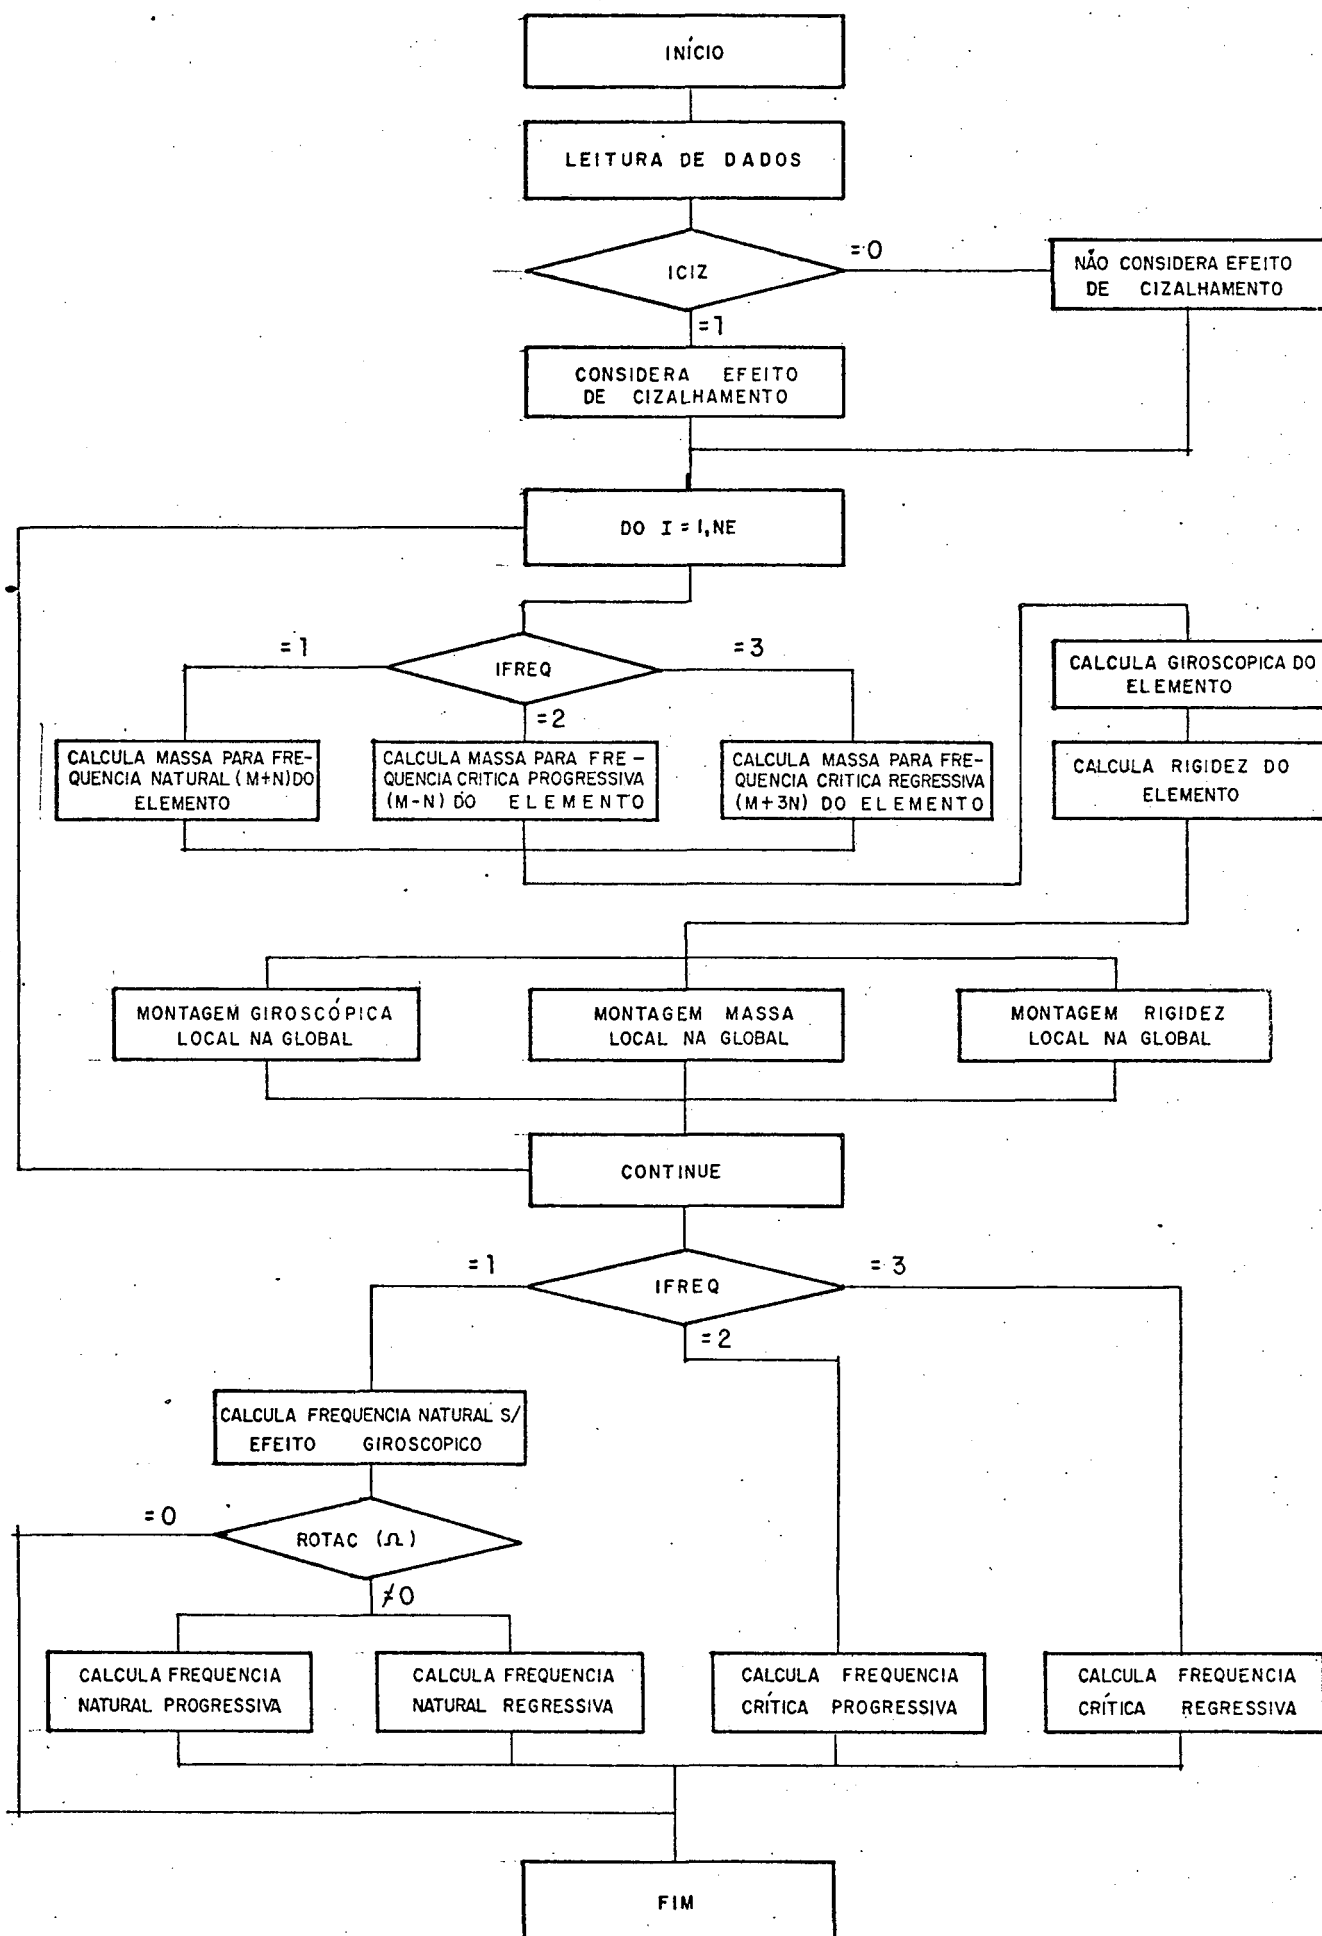 INÍCIO
LEITURA DE DADOS
ICIZ
=0
NÃO CONSIDERA EFEITO
DE CIZALHAMENTO
=1
CONSIDERA EFEITO
DE CIZALHAMENTO
DO I = 1,NE
IFREQ
=1
=3
=2
CALCULA MASSA PARA FRE-
QUENCIA NATURAL (M+N)DO
ELEMENTO
CALCULA MASSA PARA FRE-
QUENCIA CRITICA PROGRESSIVA
(M-N) DO ELEMENTO
CALCULA MASSA PARA FRE-
QUENCIA CRITICA REGRESSIVA
(M+3N) DO ELEMENTO
CALCULA GIROSCOPICA DO
ELEMENTO
CALCULA RIGIDEZ DO
ELEMENTO
MONTAGEM GIROSCÓPICA
LOCAL NA GLOBAL
MONTAGEM MASSA
LOCAL NA GLOBAL
MONTAGEM RIGIDEZ
LOCAL NA GLOBAL
CONTINUE
IFREQ
=1
=3
=2
CALCULA FREQUENCIA NATURAL S/
EFEITO GIROSCOPICO
=0
ROTAC (Ω)
≠0
CALCULA FREQUENCIA
NATURAL PROGRESSIVA
CALCULA FREQUENCIA
NATURAL REGRESSIVA
CALCULA FREQUENCIA
CRÍTICA PROGRESSIVA
CALCULA FREQUENCIA
CRÍTICA REGRESSIVA
FIM